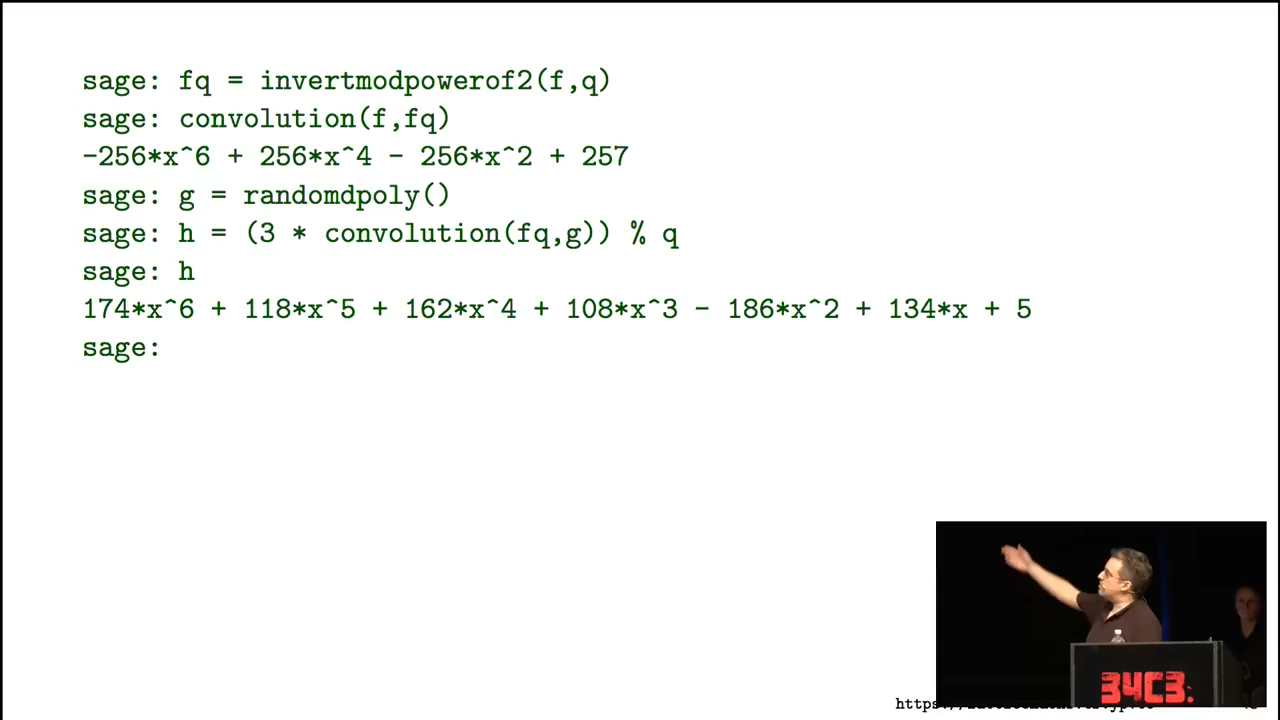 sage: fq = invertmodpowerof2(f,q)
sage: convolution(f,fq)
-256*x^6 + 256*x^4 - 256*x^2 + 257
sage: g = randomdpoly()
sage: h = (3 * convolution(fq,g)) % q
sage: h
174*x^6 + 118*x^5 + 162*x^4 + 108*x^3 - 186*x^2 + 134*x + 5
sage:
34C3.